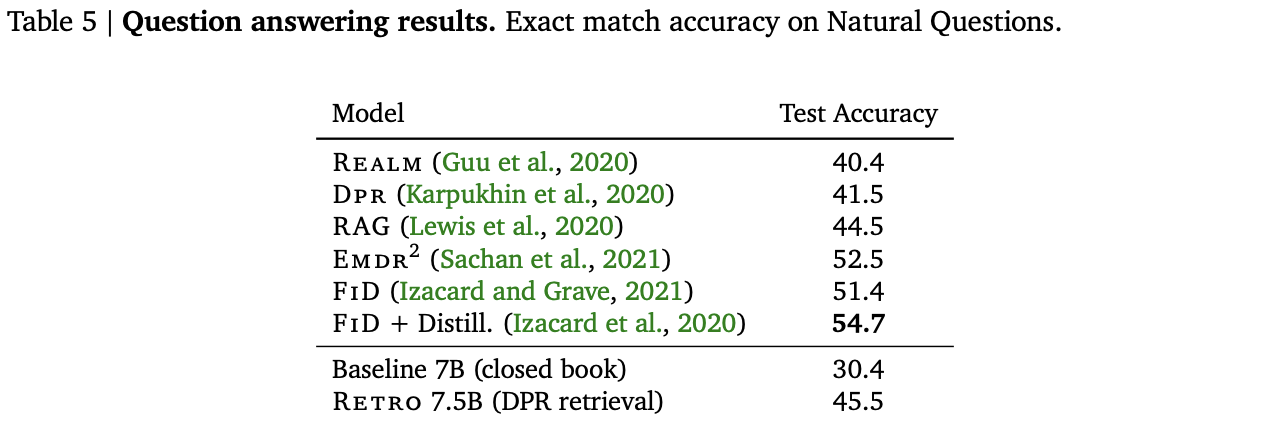 Table 5 | Question answering results. Exact match accuracy on Natural Questions.
Model Test Accuracy
REALM (Guu et al., 2020) 40.4
DPR (Karpukhin et al., 2020) 41.5
RAG (Lewis et al., 2020) 44.5
EMDR² (Sachan et al., 2021) 52.5
FID (Izacard and Grave, 2021) 51.4
FID + Distill. (Izacard et al., 2020) 54.7
Baseline 7B (closed book) 30.4
RETRO 7.5B (DPR retrieval) 45.5